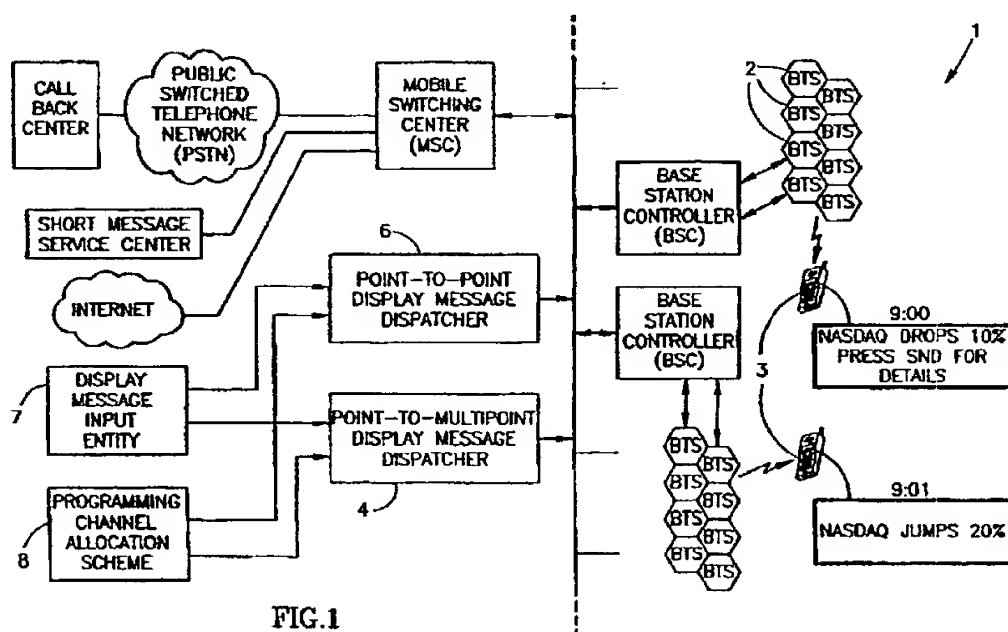 CALL
BACK
CENTER
PUBLIC
SWITCHED
TELEPHONE
NETWORK
(PSTN)
MOBILE
SWITCHING
CENTER
(MSC)
SHORT MESSAGE
SERVICE CENTER
INTERNET
6
POINT-TO-POINT
DISPLAY MESSAGE
DISPATCHER
7
DISPLAY
MESSAGE
INPUT
ENTITY
POINT-TO-MULTIPOINT
DISPLAY MESSAGE
DISPATCHER
4
8
PROGRAMMING
CHANNEL
ALLOCATION
SCHEME
1
2
BTS
BTS
BTS
BTS
BTS
BTS
BTS
BTS
BASE
STATION
CONTROLLER
(BSC)
BASE
STATION
CONTROLLER
(BSC)
3
9:00
NASDAQ DROPS 10%
PRESS SND FOR
DETAILS
BTS
BTS
BTS
BTS
BTS
BTS
BTS
BTS
9:01
NASDAQ JUMPS 20%
FIG.1